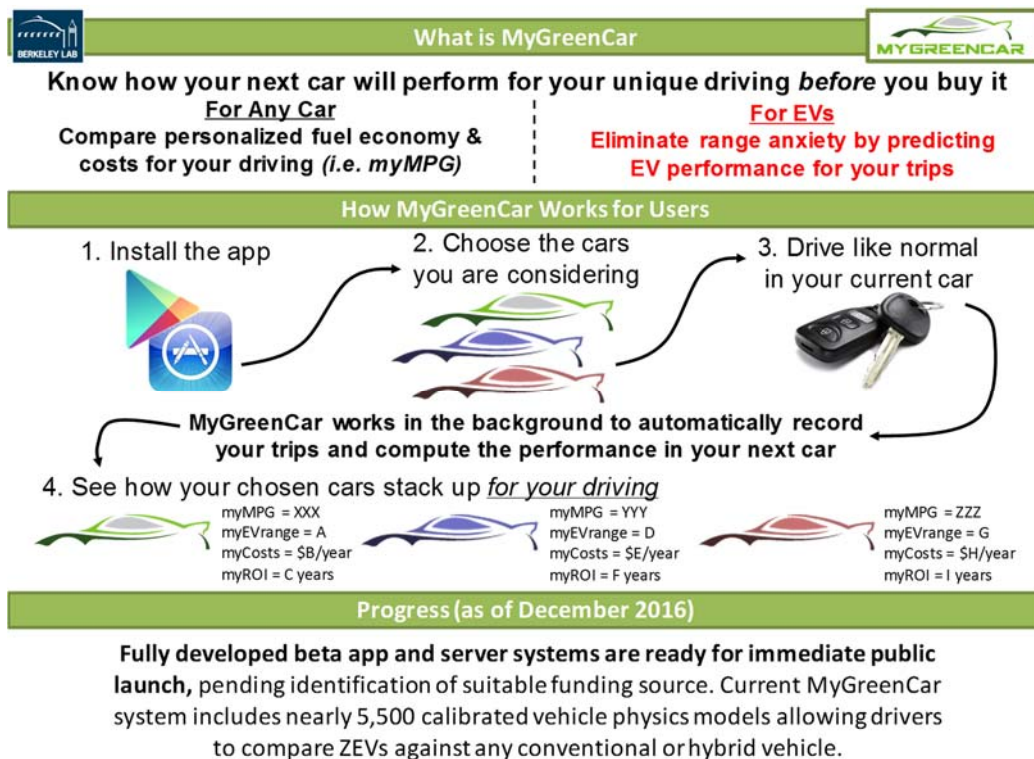 BERKELEY LAB
What is MyGreenCar
MYGREENCAR
Know how your next car will perform for your unique driving before you buy it
For Any Car
Compare personalized fuel economy &
costs for your driving (i.e. myMPG)
For EVs
Eliminate range anxiety by predicting
EV performance for your trips
How MyGreenCar Works for Users
1. Install the app
2. Choose the cars
you are considering
3. Drive like normal
in your current car
MyGreenCar works in the background to automatically record
your trips and compute the performance in your next car
4. See how your chosen cars stack up for your driving
myMPG = XXX
myEVrange = A
myCosts = $B/year
myROI = C years
myMPG = YYY
myEVrange = D
myCosts = $E/year
myROI = F years
myMPG = ZZZ
myEVrange = G
myCosts = $H/year
myROI = I years
Progress (as of December 2016)
Fully developed beta app and server systems are ready for immediate public
launch, pending identification of suitable funding source. Current MyGreenCar
system includes nearly 5,500 calibrated vehicle physics models allowing drivers
to compare ZEVs against any conventional or hybrid vehicle.